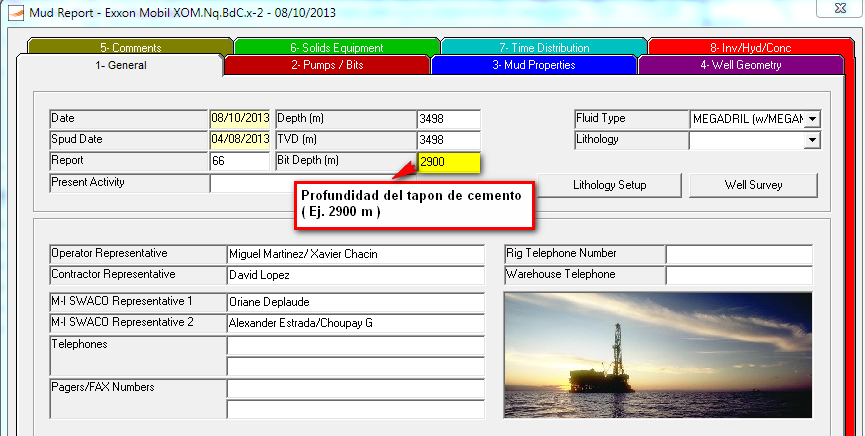 Mud Report - Exxon Mobil XOM.Nq.BdC.x-2 - 08/10/2013
5- Comments 6- Solids Equipment 7- Time Distribution 8- Inv/Hyd/Conc
1- General 2- Pumps / Bits 3- Mud Properties 4- Well Geometry
Date 08/10/2013 Depth (m) 3498 Fluid Type MEGADRIL (w/MEGAM
Spud Date 04/08/2013 TVD (m) 3498 Lithology
Report 66 Bit Depth (m) 2900
Present Activity Lithology Setup Well Survey
Profundidad del tapon de cemento
( Ej. 2900 m )
Operator Representative Miguel Martinez/ Xavier Chacin Rig Telephone Number
Contractor Representative David Lopez Warehouse Telephone
M-I SWACO Representative 1 Oriane Deplaude
M-I SWACO Representative 2 Alexander Estrada/Choupay G
Telephones
Pagers/FAX Numbers